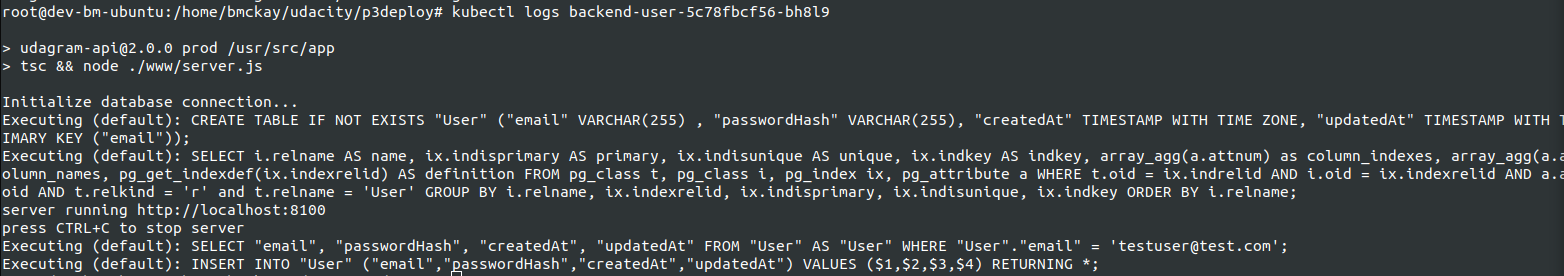 root@dev-bm-ubuntu:/home/bmckay/udacity/p3deploy# kubectl logs backend-user-5c78fbcf56-bh8l9
> udagram-api@2.0.0 prod /usr/src/app
> tsc && node ./www/server.js
Initialize database connection...
Executing (default): CREATE TABLE IF NOT EXISTS "User" ("email" VARCHAR(255) , "passwordHash" VARCHAR(255), "createdAt" TIMESTAMP WITH TIME ZONE, "updatedAt" TIMESTAMP WITH T
IMARY KEY ("email"));
Executing (default): SELECT i.relname AS name, ix.indisprimary AS primary, ix.indisunique AS unique, ix.indkey AS indkey, array_agg(a.attnum) as column_indexes, array_agg(a.a
olumn_names, pg_get_indexdef(ix.indexrelid) AS definition FROM pg_class t, pg_class i, pg_index ix, pg_attribute a WHERE t.oid = ix.indrelid AND i.oid = ix.indexrelid AND a.a
oid AND t.relkind = 'r' and t.relname = 'User' GROUP BY i.relname, ix.indexrelid, ix.indisprimary, ix.indisunique, ix.indkey ORDER BY i.relname;
server running http://localhost:8100
press CTRL+C to stop server
Executing (default): SELECT "email", "passwordHash", "createdAt", "updatedAt" FROM "User" AS "User" WHERE "User"."email" = 'testuser@test.com';
Executing (default): INSERT INTO "User" ("email","passwordHash","createdAt","updatedAt") VALUES ($1,$2,$3,$4) RETURNING *;